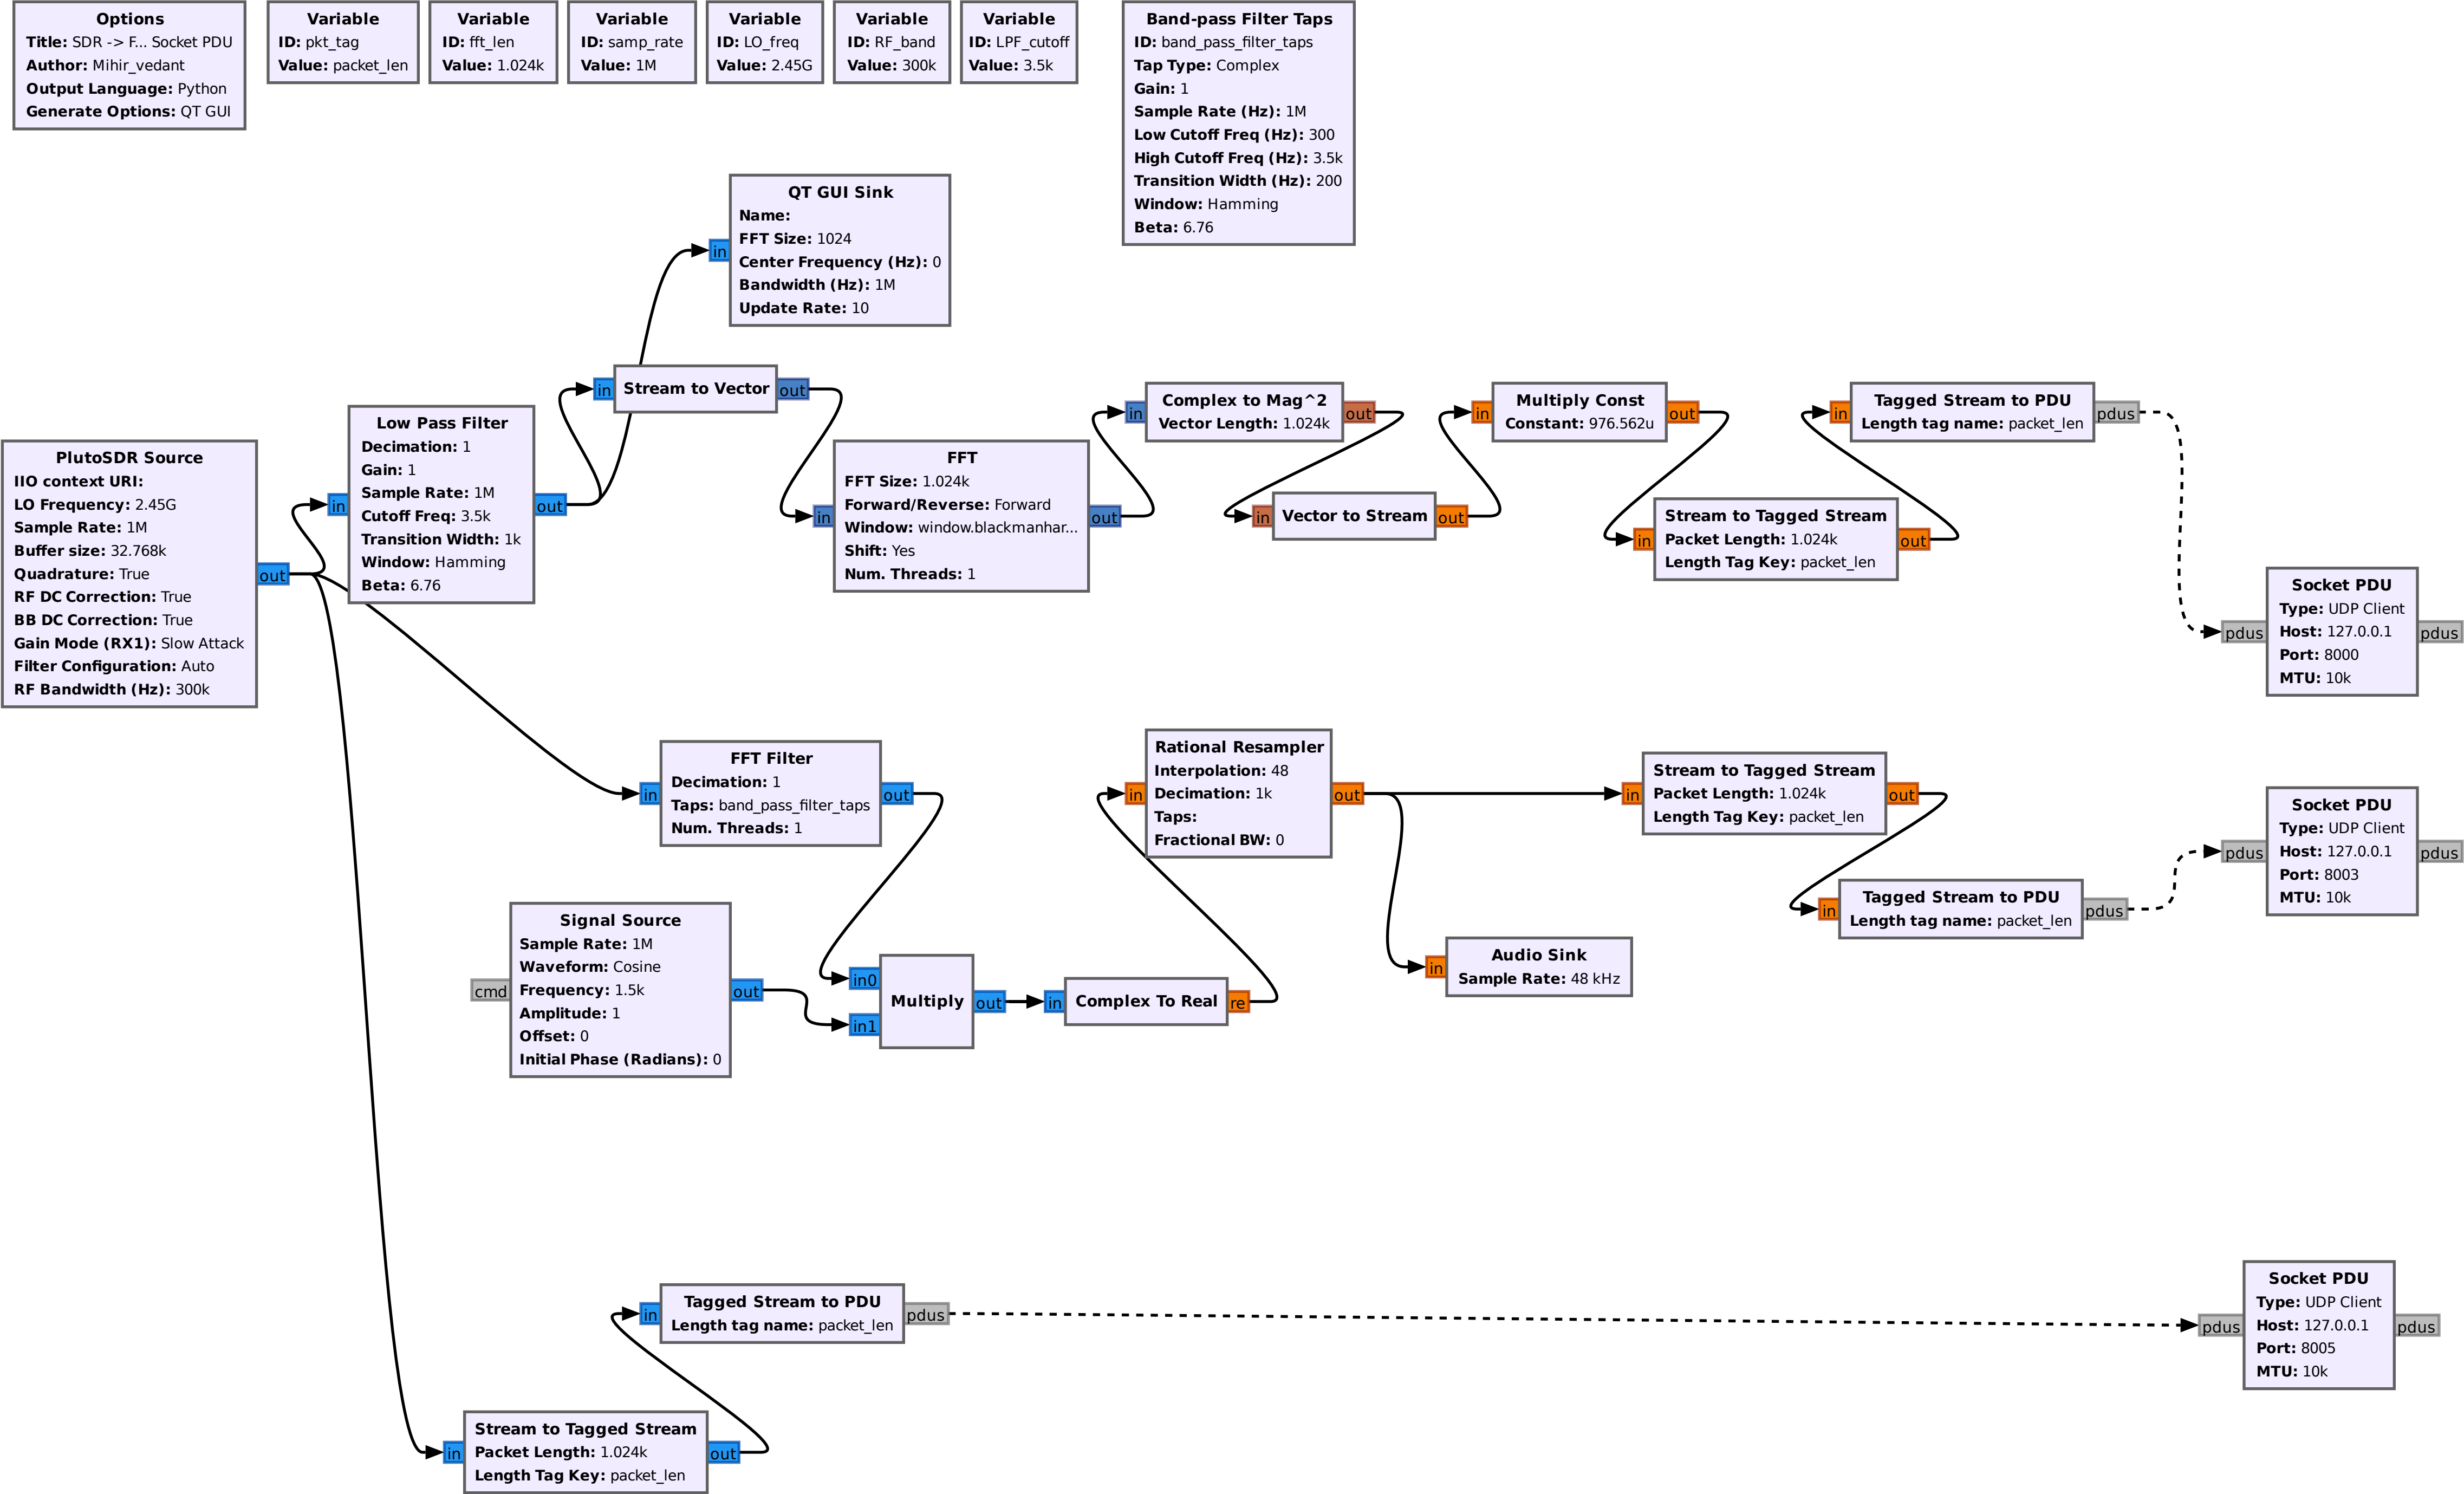 Options
Title: SDR -> F... Socket PDU
Author: Mihir_vedant
Output Language: Python
Generate Options: QT GUI
Variable
ID: pkt_tag
Value: packet_len
Variable
ID: fft_len
Value: 1.024k
Variable
ID: samp_rate
Value: 1M
Variable
ID: LO_freq
Value: 2.45G
Variable
ID: RF_band
Value: 300k
Variable
ID: LPF_cutoff
Value: 3.5k
Band-pass Filter Taps
ID: band_pass_filter_taps
Tap Type: Complex
Gain: 1
Sample Rate (Hz): 1M
Low Cutoff Freq (Hz): 300
High Cutoff Freq (Hz): 3.5k
Transition Width (Hz): 200
Window: Hamming
Beta: 6.76
QT GUI Sink
Name:
FFT Size: 1024
Center Frequency (Hz): 0
Bandwidth (Hz): 1M
Update Rate: 10
in
PlutoSDR Source
IIO context URI:
LO Frequency: 2.45G
Sample Rate: 1M
Buffer size: 32.768k
Quadrature: True
RF DC Correction: True
BB DC Correction: True
Gain Mode (RX1): Slow Attack
Filter Configuration: Auto
RF Bandwidth (Hz): 300k
out
in
Low Pass Filter
Decimation: 1
Gain: 1
Sample Rate: 1M
Cutoff Freq: 3.5k
Transition Width: 1k
Window: Hamming
Beta: 6.76
out
in
Stream to Vector
out
in
FFT
FFT Size: 1.024k
Forward/Reverse: Forward
Window: window.blackmanhar...
Shift: Yes
Num. Threads: 1
out
in
Complex to Mag^2
Vector Length: 1.024k
out
in
Vector to Stream
out
in
Multiply Const
Constant: 976.562u
out
in
Stream to Tagged Stream
Packet Length: 1.024k
Length Tag Key: packet_len
out
in
Tagged Stream to PDU
Length tag name: packet_len
pdus
pdus
Socket PDU
Type: UDP Client
Host: 127.0.0.1
Port: 8000
MTU: 10k
pdus
in
FFT Filter
Decimation: 1
Taps: band_pass_filter_taps
Num. Threads: 1
out
cmd
Signal Source
Sample Rate: 1M
Waveform: Cosine
Frequency: 1.5k
Amplitude: 1
Offset: 0
Initial Phase (Radians): 0
out
in0
in1
Multiply
out
in
Complex To Real
re
in
Rational Resampler
Interpolation: 48
Decimation: 1k
Taps:
Fractional BW: 0
out
in
Audio Sink
Sample Rate: 48 kHz
in
Stream to Tagged Stream
Packet Length: 1.024k
Length Tag Key: packet_len
out
in
Tagged Stream to PDU
Length tag name: packet_len
pdus
pdus
Socket PDU
Type: UDP Client
Host: 127.0.0.1
Port: 8003
MTU: 10k
pdus
in
Tagged Stream to PDU
Length tag name: packet_len
pdus
in
Stream to Tagged Stream
Packet Length: 1.024k
Length Tag Key: packet_len
out
pdus
Socket PDU
Type: UDP Client
Host: 127.0.0.1
Port: 8005
MTU: 10k
pdus